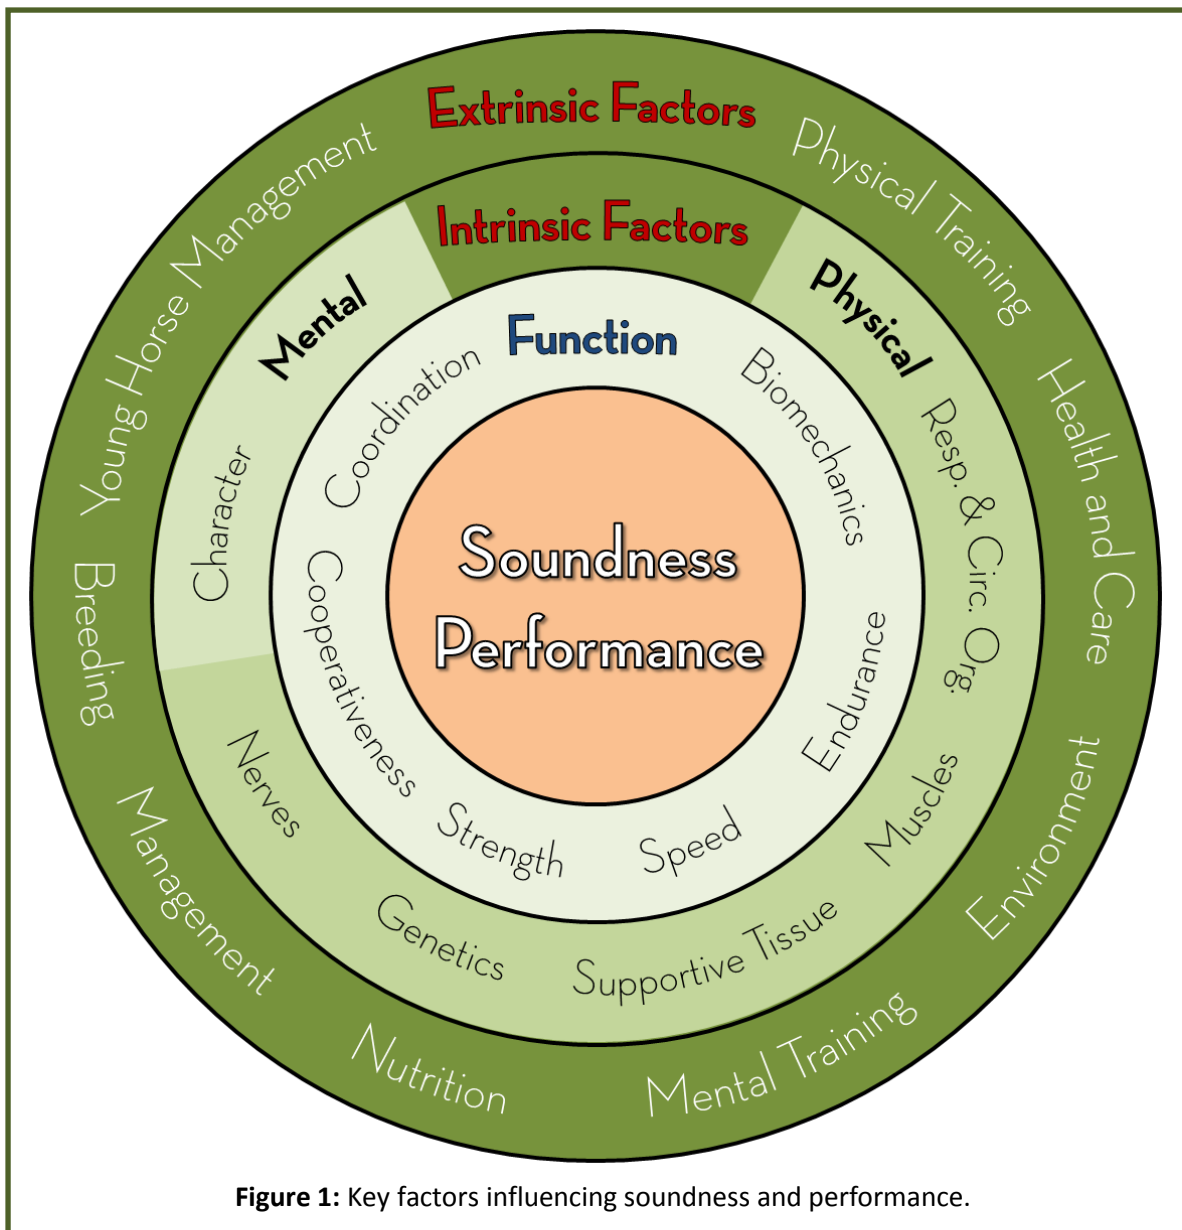 Extrinsic Factors
Physical Training
Health and Care
Environment
Mental Training
Nutrition
Management
Breeding
Young Horse Management
Intrinsic Factors
Physical
Resp. & Circ. Org.
Muscles
Supportive Tissue
Genetics
Nerves
Mental
Character
Function
Biomechanics
Endurance
Speed
Strength
Cooperativeness
Coordination
Soundness
Performance
Figure 1: Key factors influencing soundness and performance.